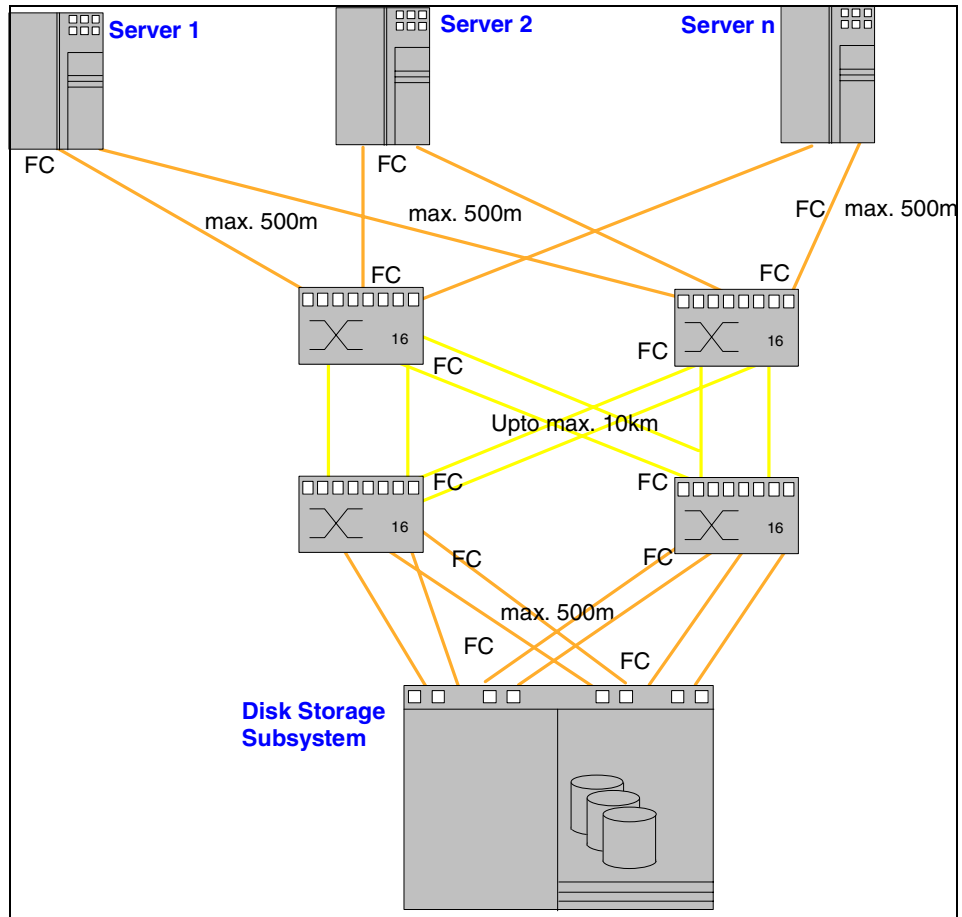 Server 1
Server 2
Server n
FC
FC
max. 500m
max. 500m
FC
max. 500m
FC
FC
16
16
FC
FC
Upto max. 10km
FC
FC
16
16
FC
FC
max. 500m
FC
FC
Disk Storage
Subsystem